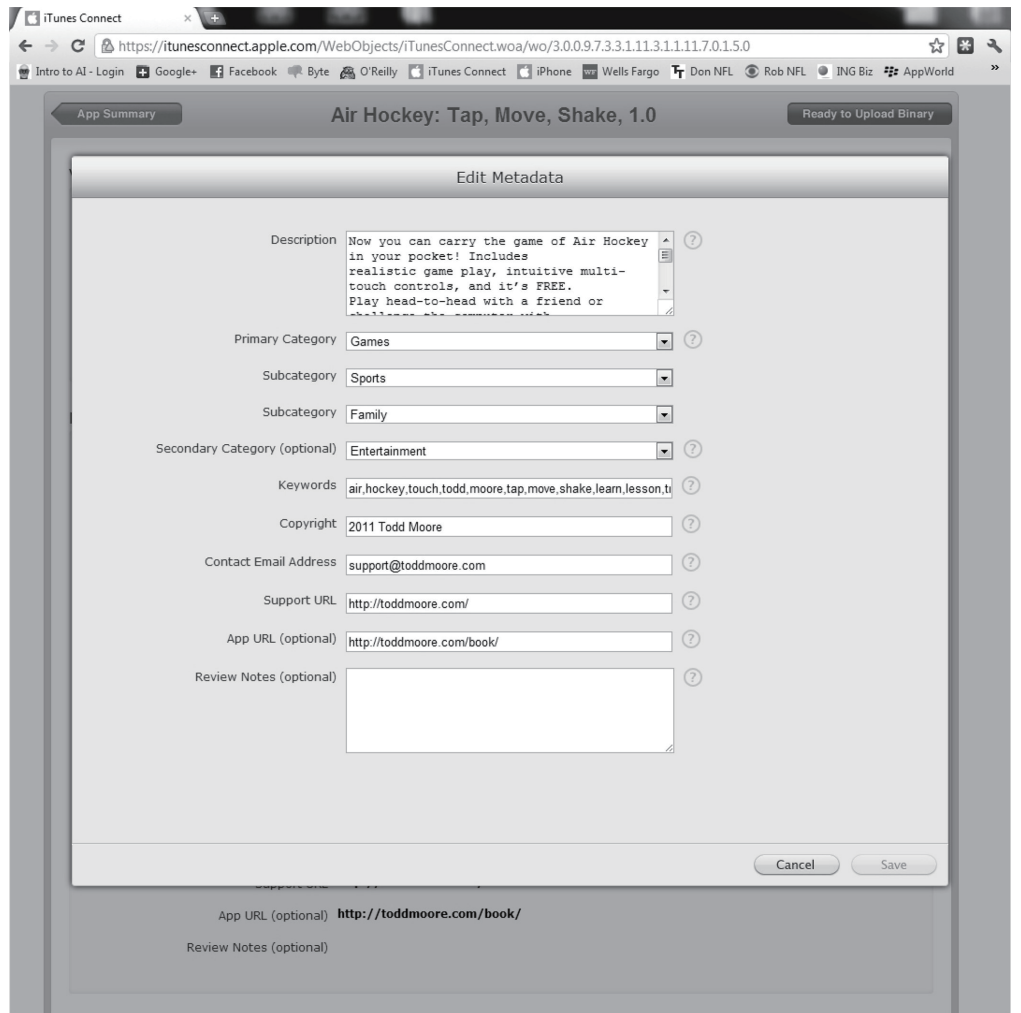 iTunes Connect
https://itunesconnect.apple.com/WebObjects/iTunesConnect.woa/wo/3.0.0.9.7.3.3.1.11.3.1.1.11.7.0.1.5.0
Intro to AI - Login Google+ Facebook Byte O'Reilly iTunes Connect iPhone WF Wells Fargo Don NFL Rob NFL ING Biz AppWorld »
App Summary Air Hockey: Tap, Move, Shake, 1.0 Ready to Upload Binary
Edit Metadata
Description Now you can carry the game of Air Hockey
in your pocket! Includes
realistic game play, intuitive multi-
touch controls, and it's FREE.
Play head-to-head with a friend or
challenge the computer with
Primary Category Games
Subcategory Sports
Subcategory Family
Secondary Category (optional) Entertainment
Keywords air,hockey,touch,todd,moore,tap,move,shake,learn,lesson,
Copyright 2011 Todd Moore
Contact Email Address support@toddmoore.com
Support URL http://toddmoore.com/
App URL (optional) http://toddmoore.com/book/
Review Notes (optional)
Cancel Save
Support URL
App URL (optional) http://toddmoore.com/book/
Review Notes (optional)